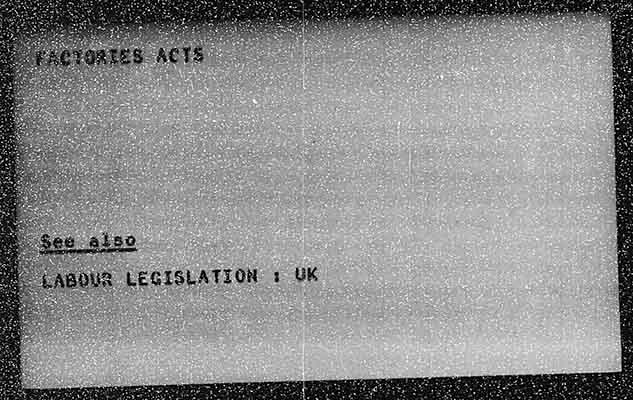 FACTORIES ACTS
See also
LABOUR LEGISLATION : UK